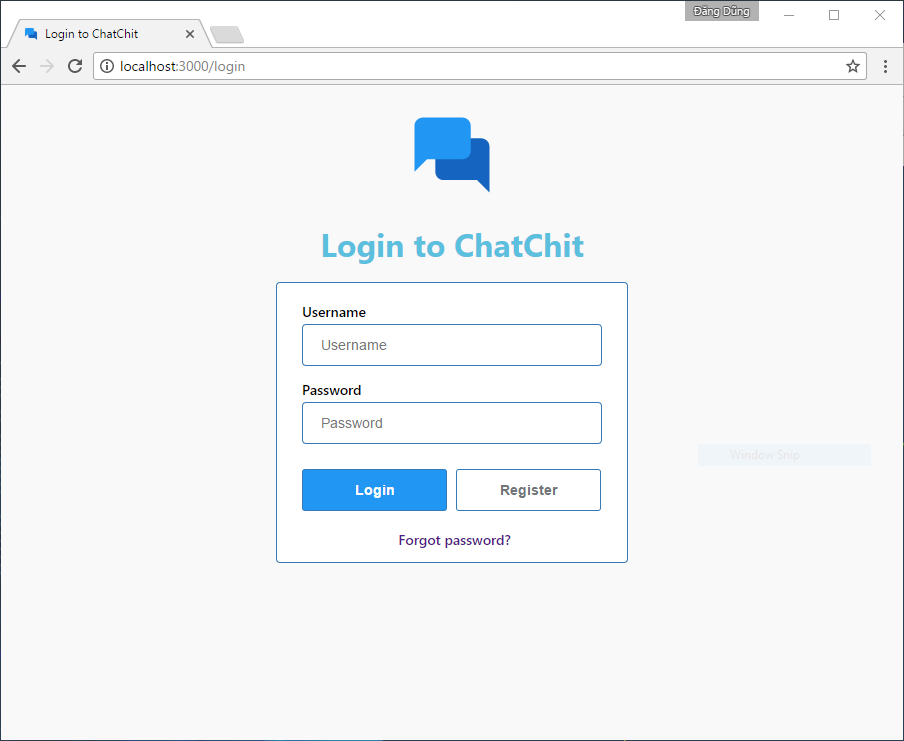 Đăng Dũng
Login to ChatChit
localhost:3000/login
Login to ChatChit
Username
Username
Password
Password
Window Snip
Login Register
Forgot password?